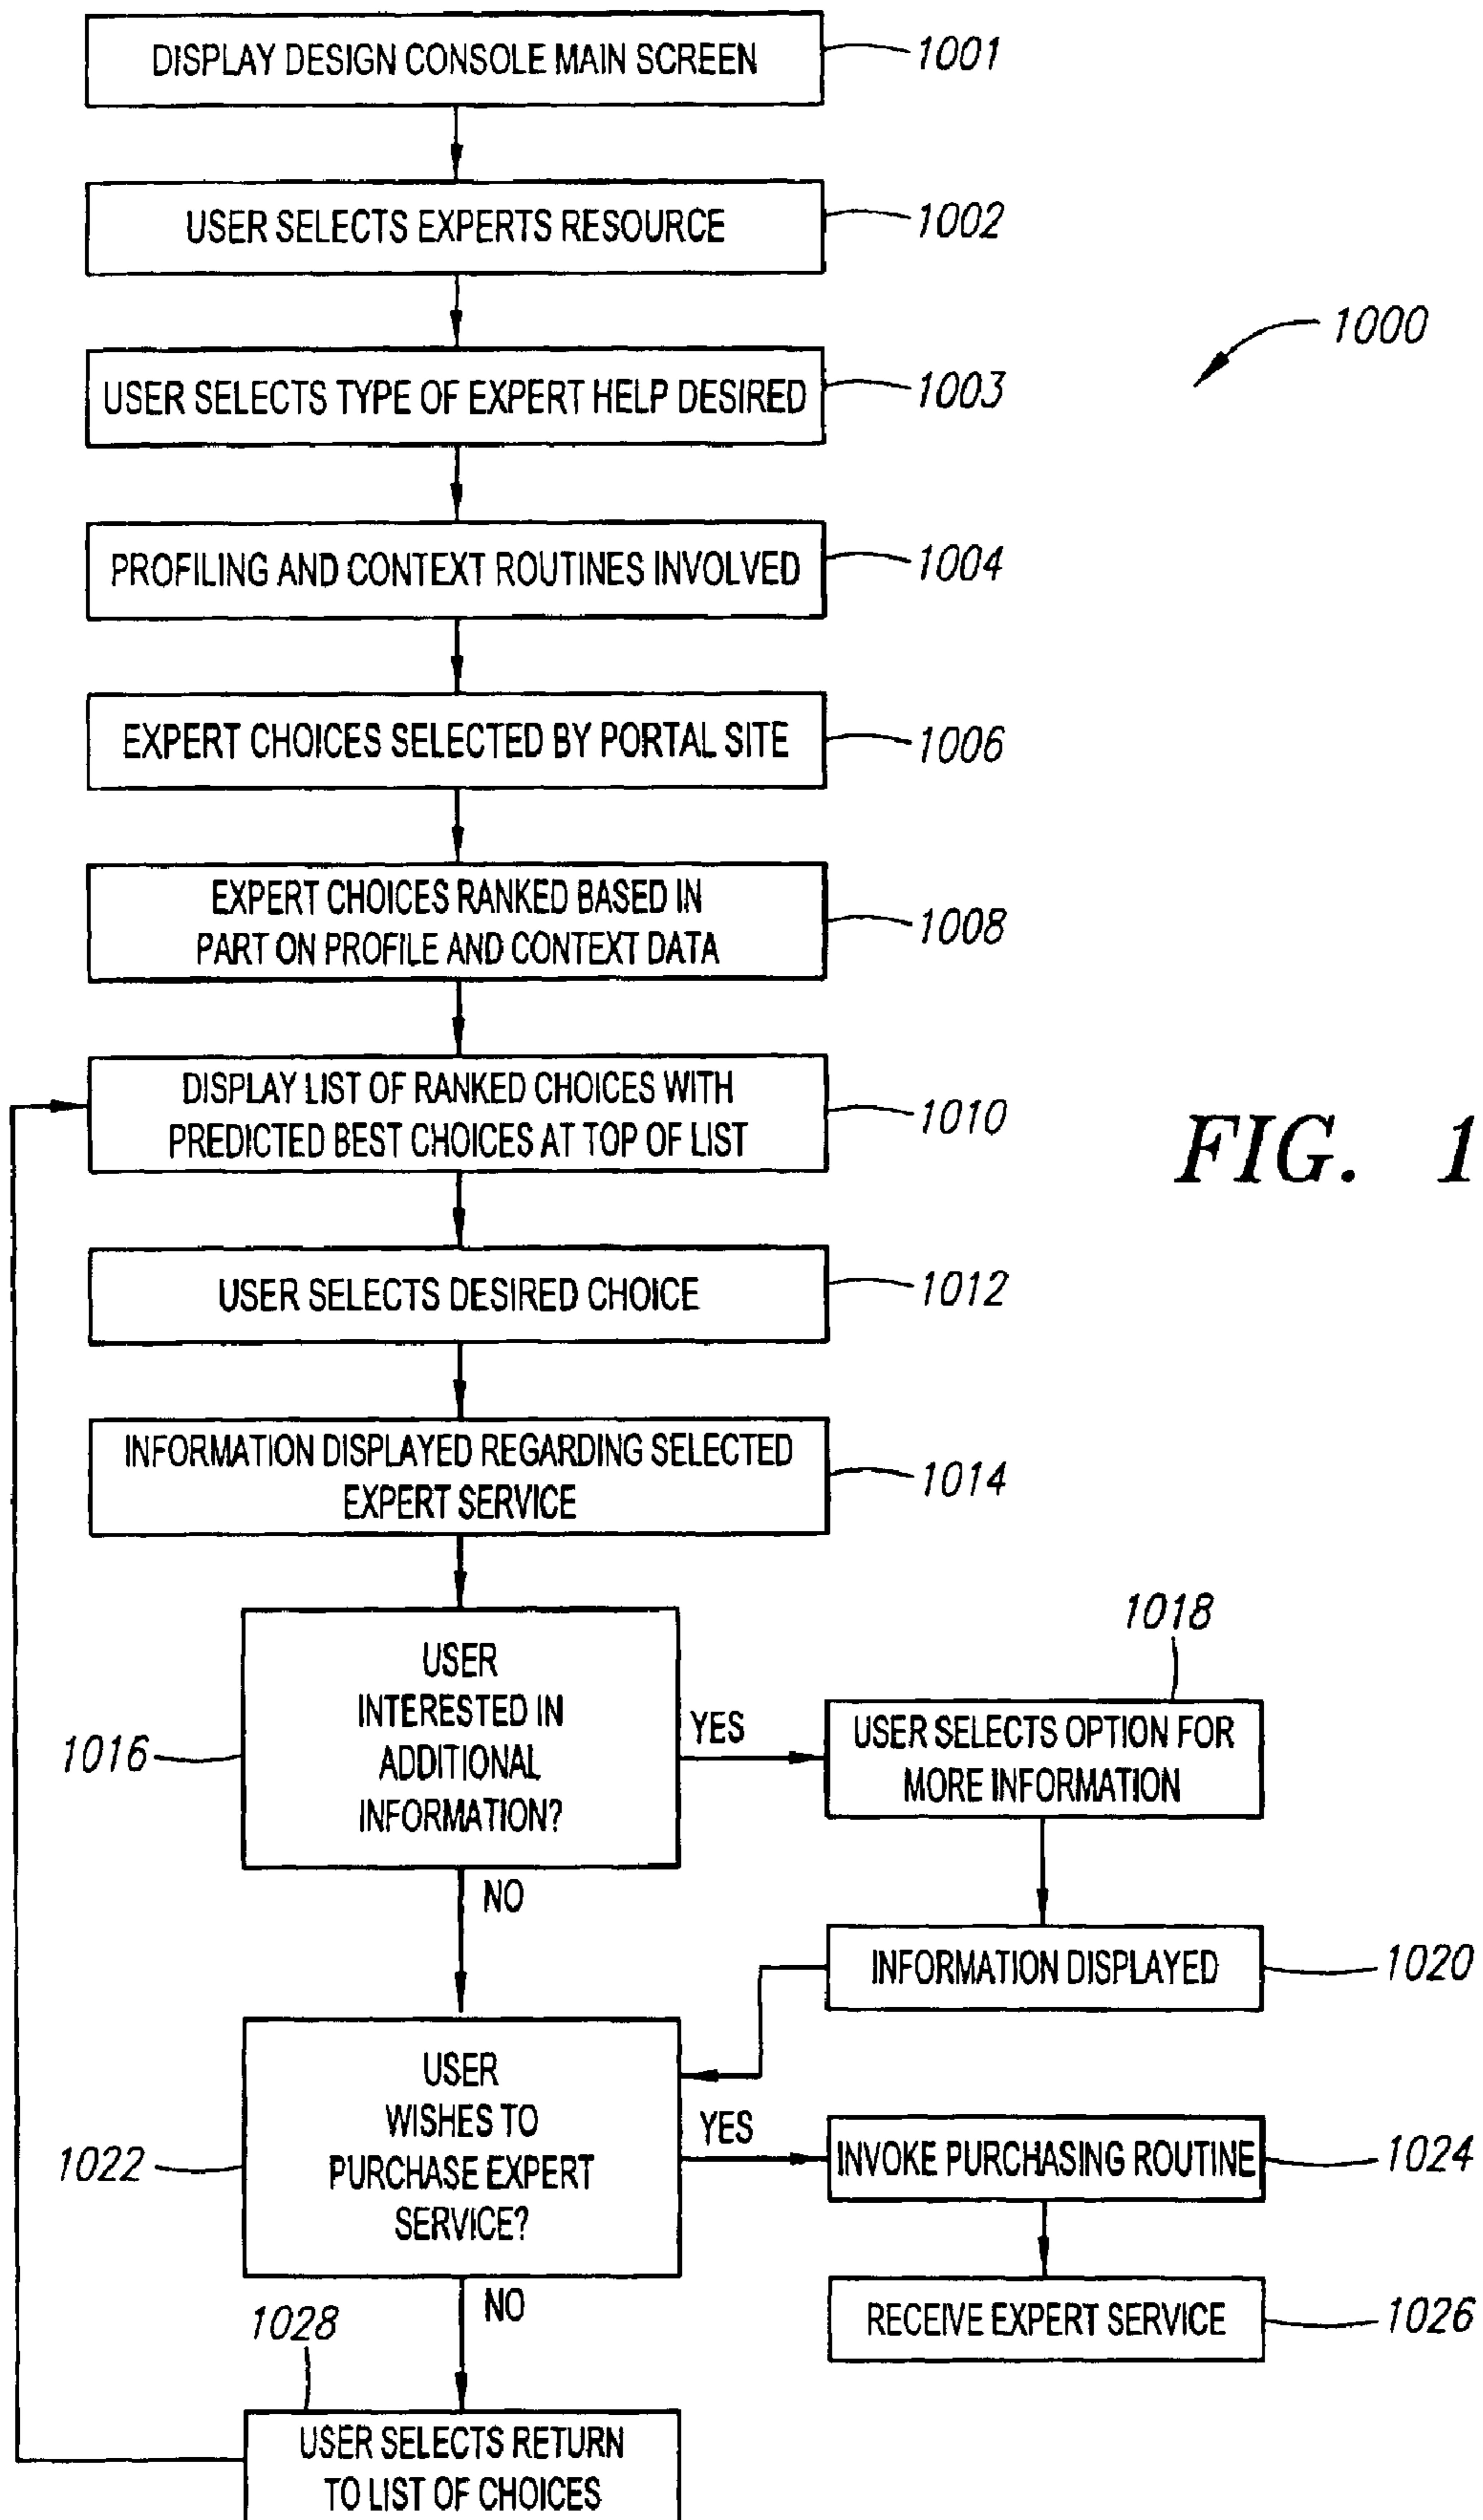 DISPLAY DESIGN CONSOLE MAIN SCREEN
1001
USER SELECTS EXPERTS RESOURCE
1002
1000
USER SELECTS TYPE OF EXPERT HELP DESIRED
1003
PROFILING AND CONTEXT ROUTINES INVOLVED
1004
EXPERT CHOICES SELECTED BY PORTAL SITE
1006
EXPERT CHOICES RANKED BASED IN
PART ON PROFILE AND CONTEXT DATA
1008
DISPLAY LIST OF RANKED CHOICES WITH
PREDICTED BEST CHOICES AT TOP OF LIST
1010
FIG. 1
USER SELECTS DESIRED CHOICE
1012
INFORMATION DISPLAYED REGARDING SELECTED
EXPERT SERVICE
1014
USER
INTERESTED IN
ADDITIONAL
INFORMATION?
1016
YES
1018
USER SELECTS OPTION FOR
MORE INFORMATION
NO
INFORMATION DISPLAYED
1020
USER
WISHES TO
PURCHASE EXPERT
SERVICE?
1022
YES
INVOKE PURCHASING ROUTINE
1024
NO
RECEIVE EXPERT SERVICE
1026
1028
USER SELECTS RETURN
TO LIST OF CHOICES